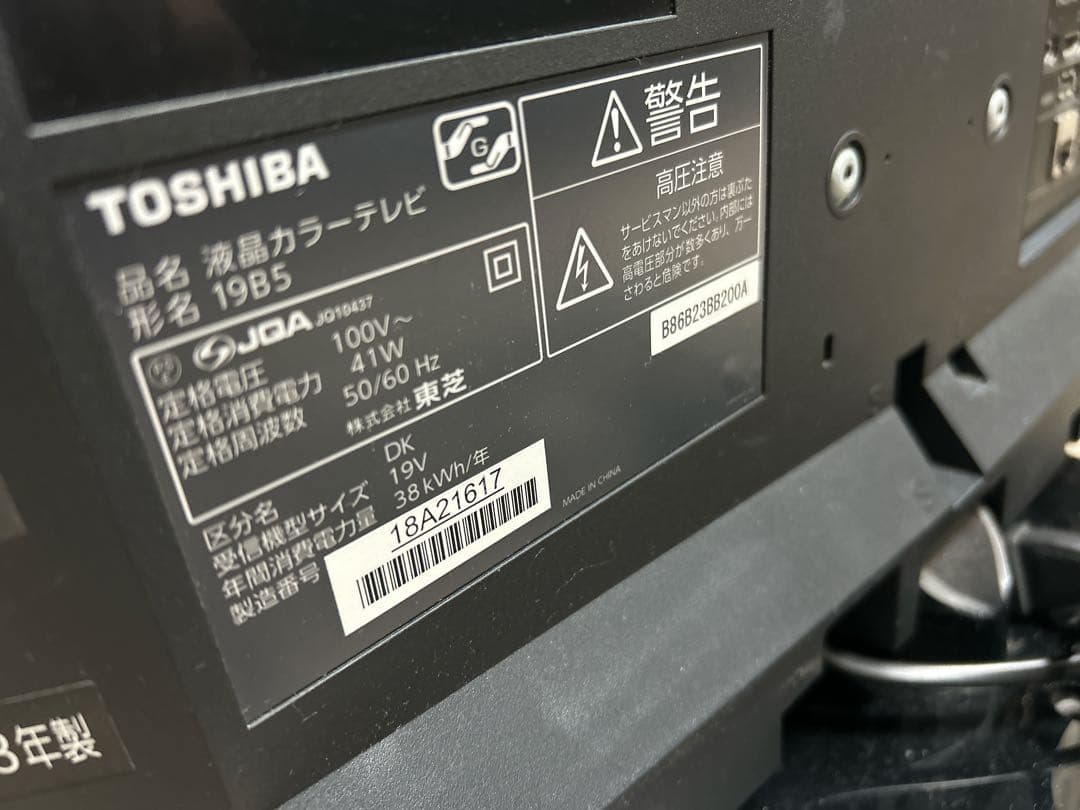 TOSHIBA
品名 液晶カラーテレビ
形名 19B5
JQA JQ10437
定格電圧 100V～
定格消費電力 41W
定格周波数 50/60 Hz
株式会社 東芝
区分名 DK
受信機型サイズ 19V
年間消費電力量 38kWh/年
製造番号 18A21617
G
警告
高圧注意
サービスマン以外の方は裏ぶた
をあけないでください。内部には
高電圧部分が数多くあり、万一
さわると危険です。
B86B23BB200A
MADE IN CHINA
3年製